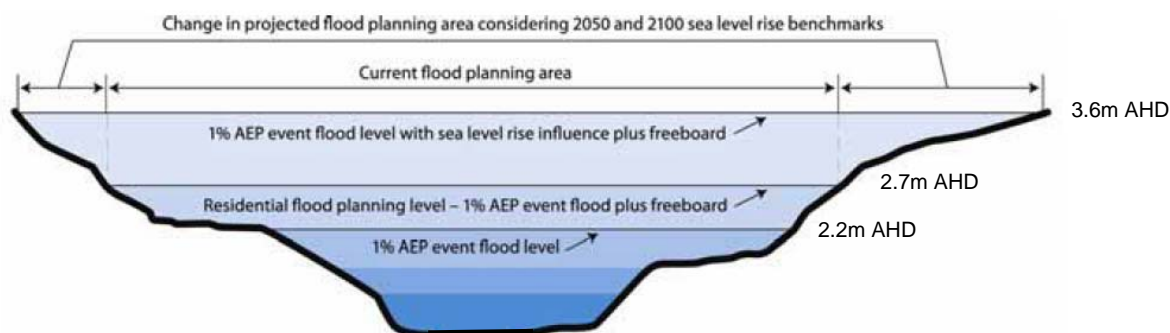 Change in projected flood planning area considering 2050 and 2100 sea level rise benchmarks
Current flood planning area
1% AEP event flood level with sea level rise influence plus freeboard
3.6m AHD
2.7m AHD
Residential flood planning level – 1% AEP event flood plus freeboard
2.2m AHD
1% AEP event flood level